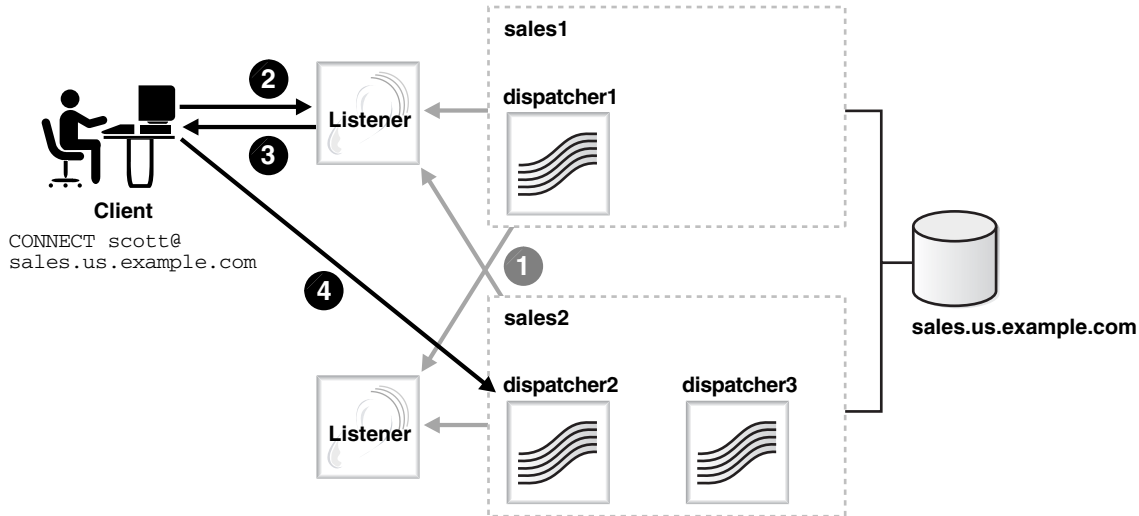 sales1
2
dispatcher1
Listener
3
Client
CONNECT scott@
sales.us.example.com
1
4
sales2
sales.us.example.com
dispatcher2
dispatcher3
Listener